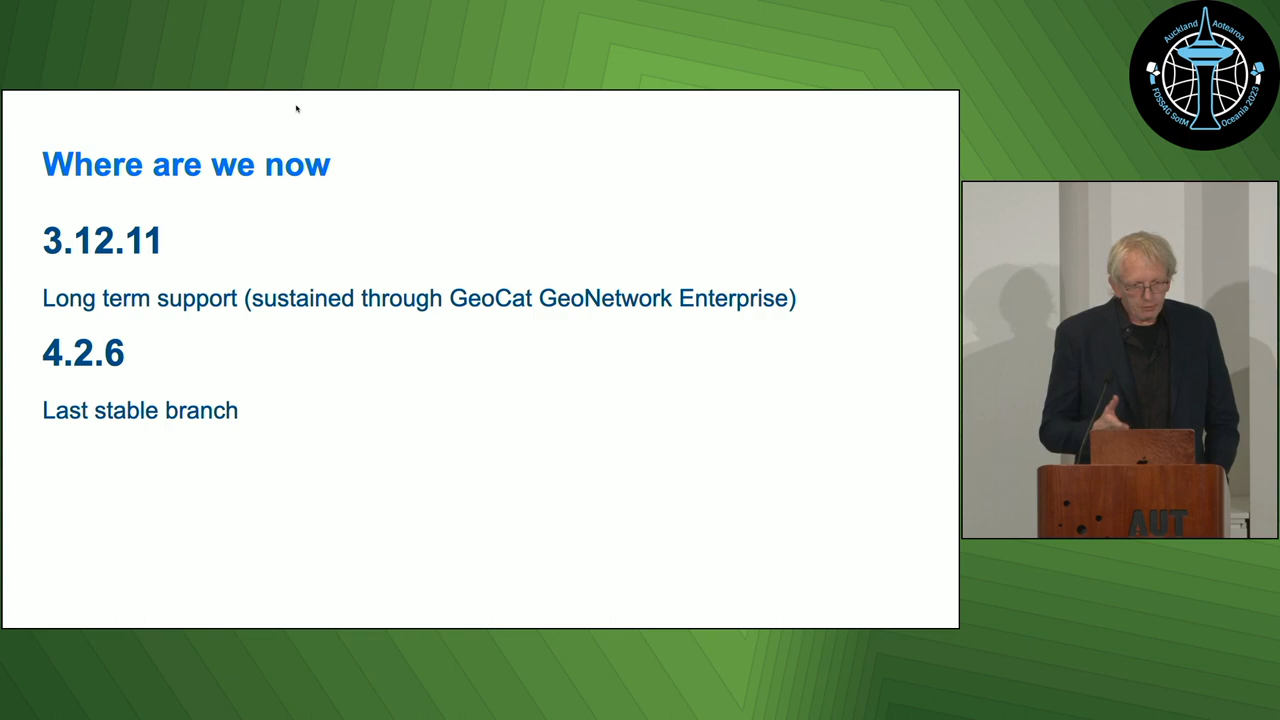 Where are we now
3.12.11
Long term support (sustained through GeoCat GeoNetwork Enterprise)
4.2.6
Last stable branch
Auckland Aotearoa
FOSS4G SotM Oceania 2023
AUT